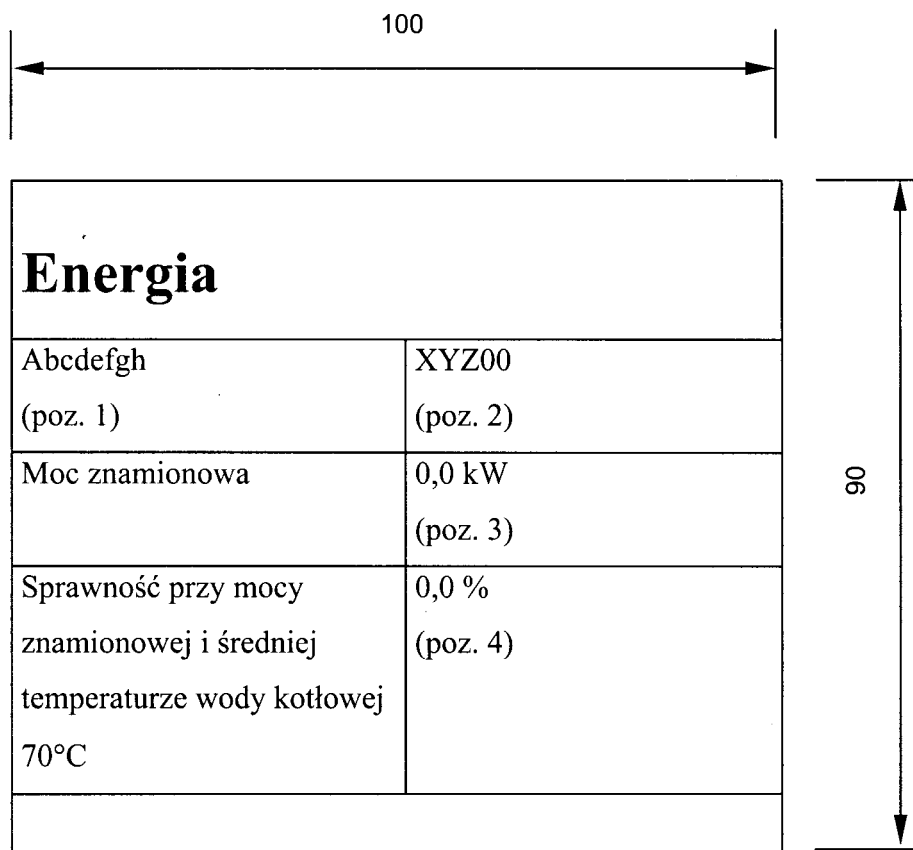 100
Energia
Abcdefgh
(poz. 1)
XYZ00
(poz. 2)
Moc znamionowa
0,0 kW
(poz. 3)
Sprawność przy mocy
znamionowej i średniej
temperaturze wody kotłowej
70°C
0,0 %
(poz. 4)
90